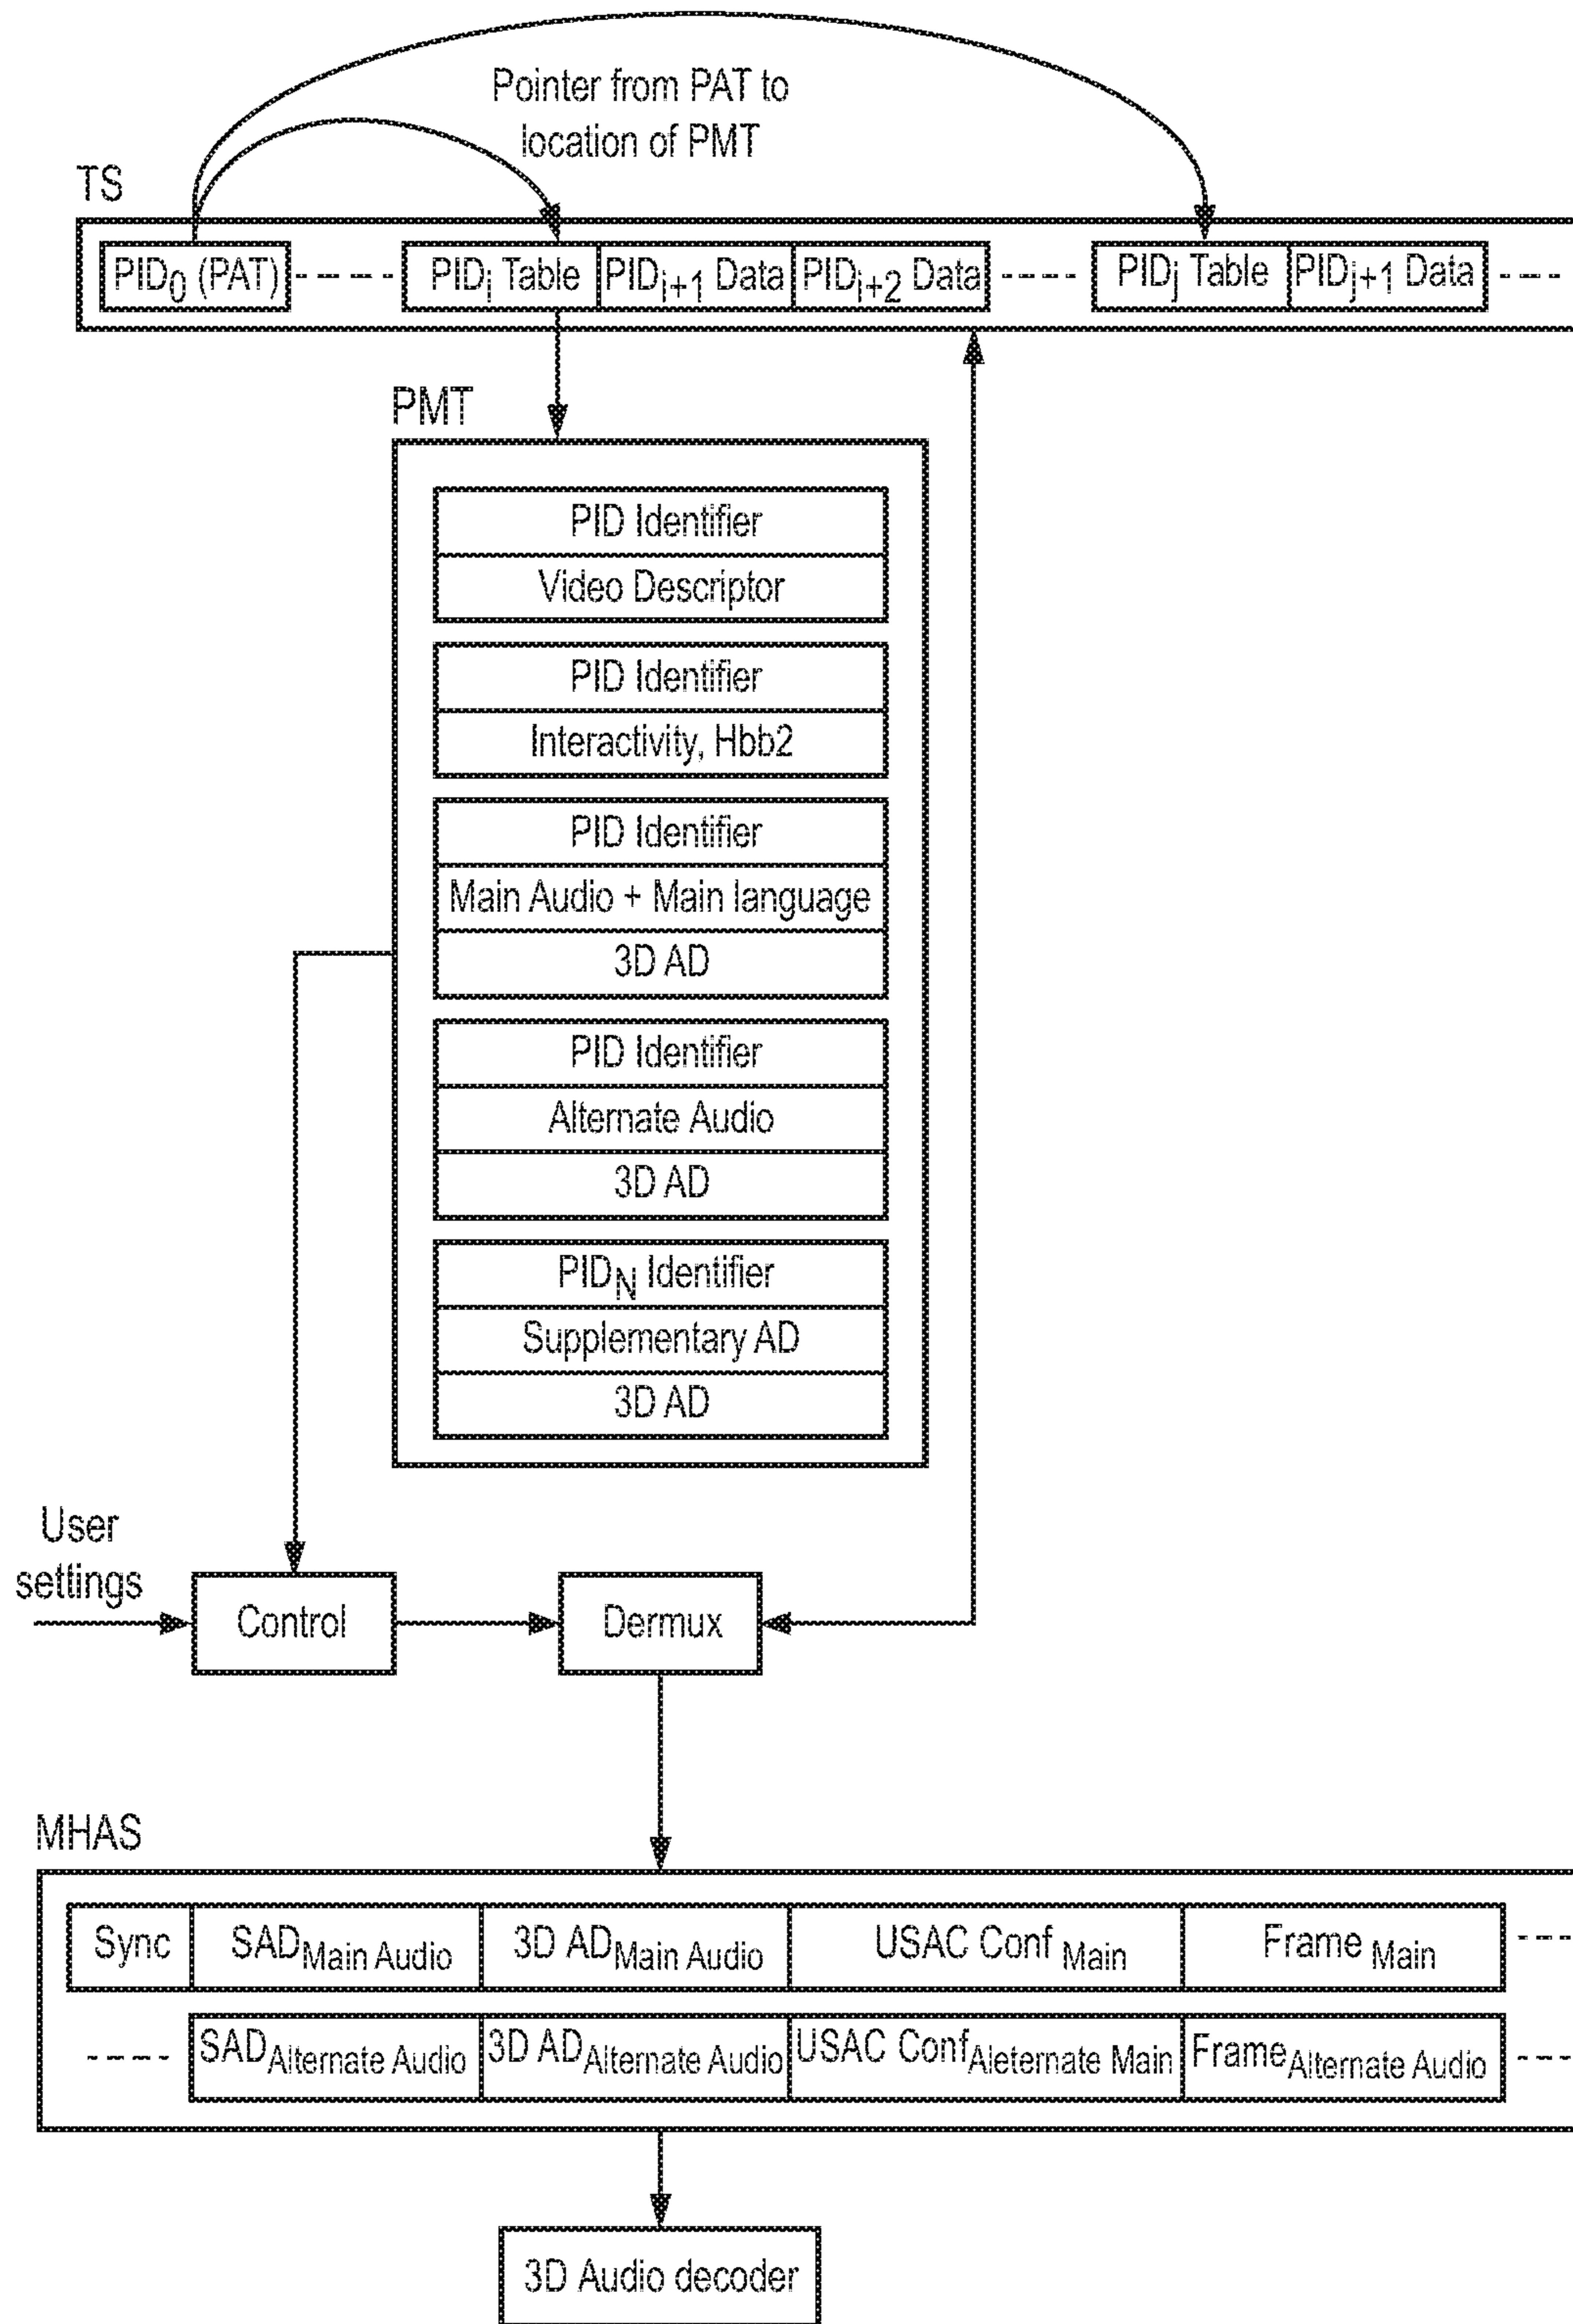 Pointer from PAT to
location of PMT
TS
PID0 (PAT) PIDi Table PIDi+1 Data PIDi+2 Data PIDj Table PIDj+1 Data
PMT
PID Identifier
Video Descriptor
PID Identifier
Interactivity, Hbb2
PID Identifier
Main Audio + Main language
3D AD
PID Identifier
Alternate Audio
3D AD
PIDN Identifier
Supplementary AD
3D AD
User
settings
Control
Dermux
MHAS
Sync SADMain Audio 3D ADMain Audio USAC Conf Main Frame Main
SADAlternate Audio 3D ADAlternate Audio USAC ConfAleternate Main FrameAlternate Audio
3D Audio decoder